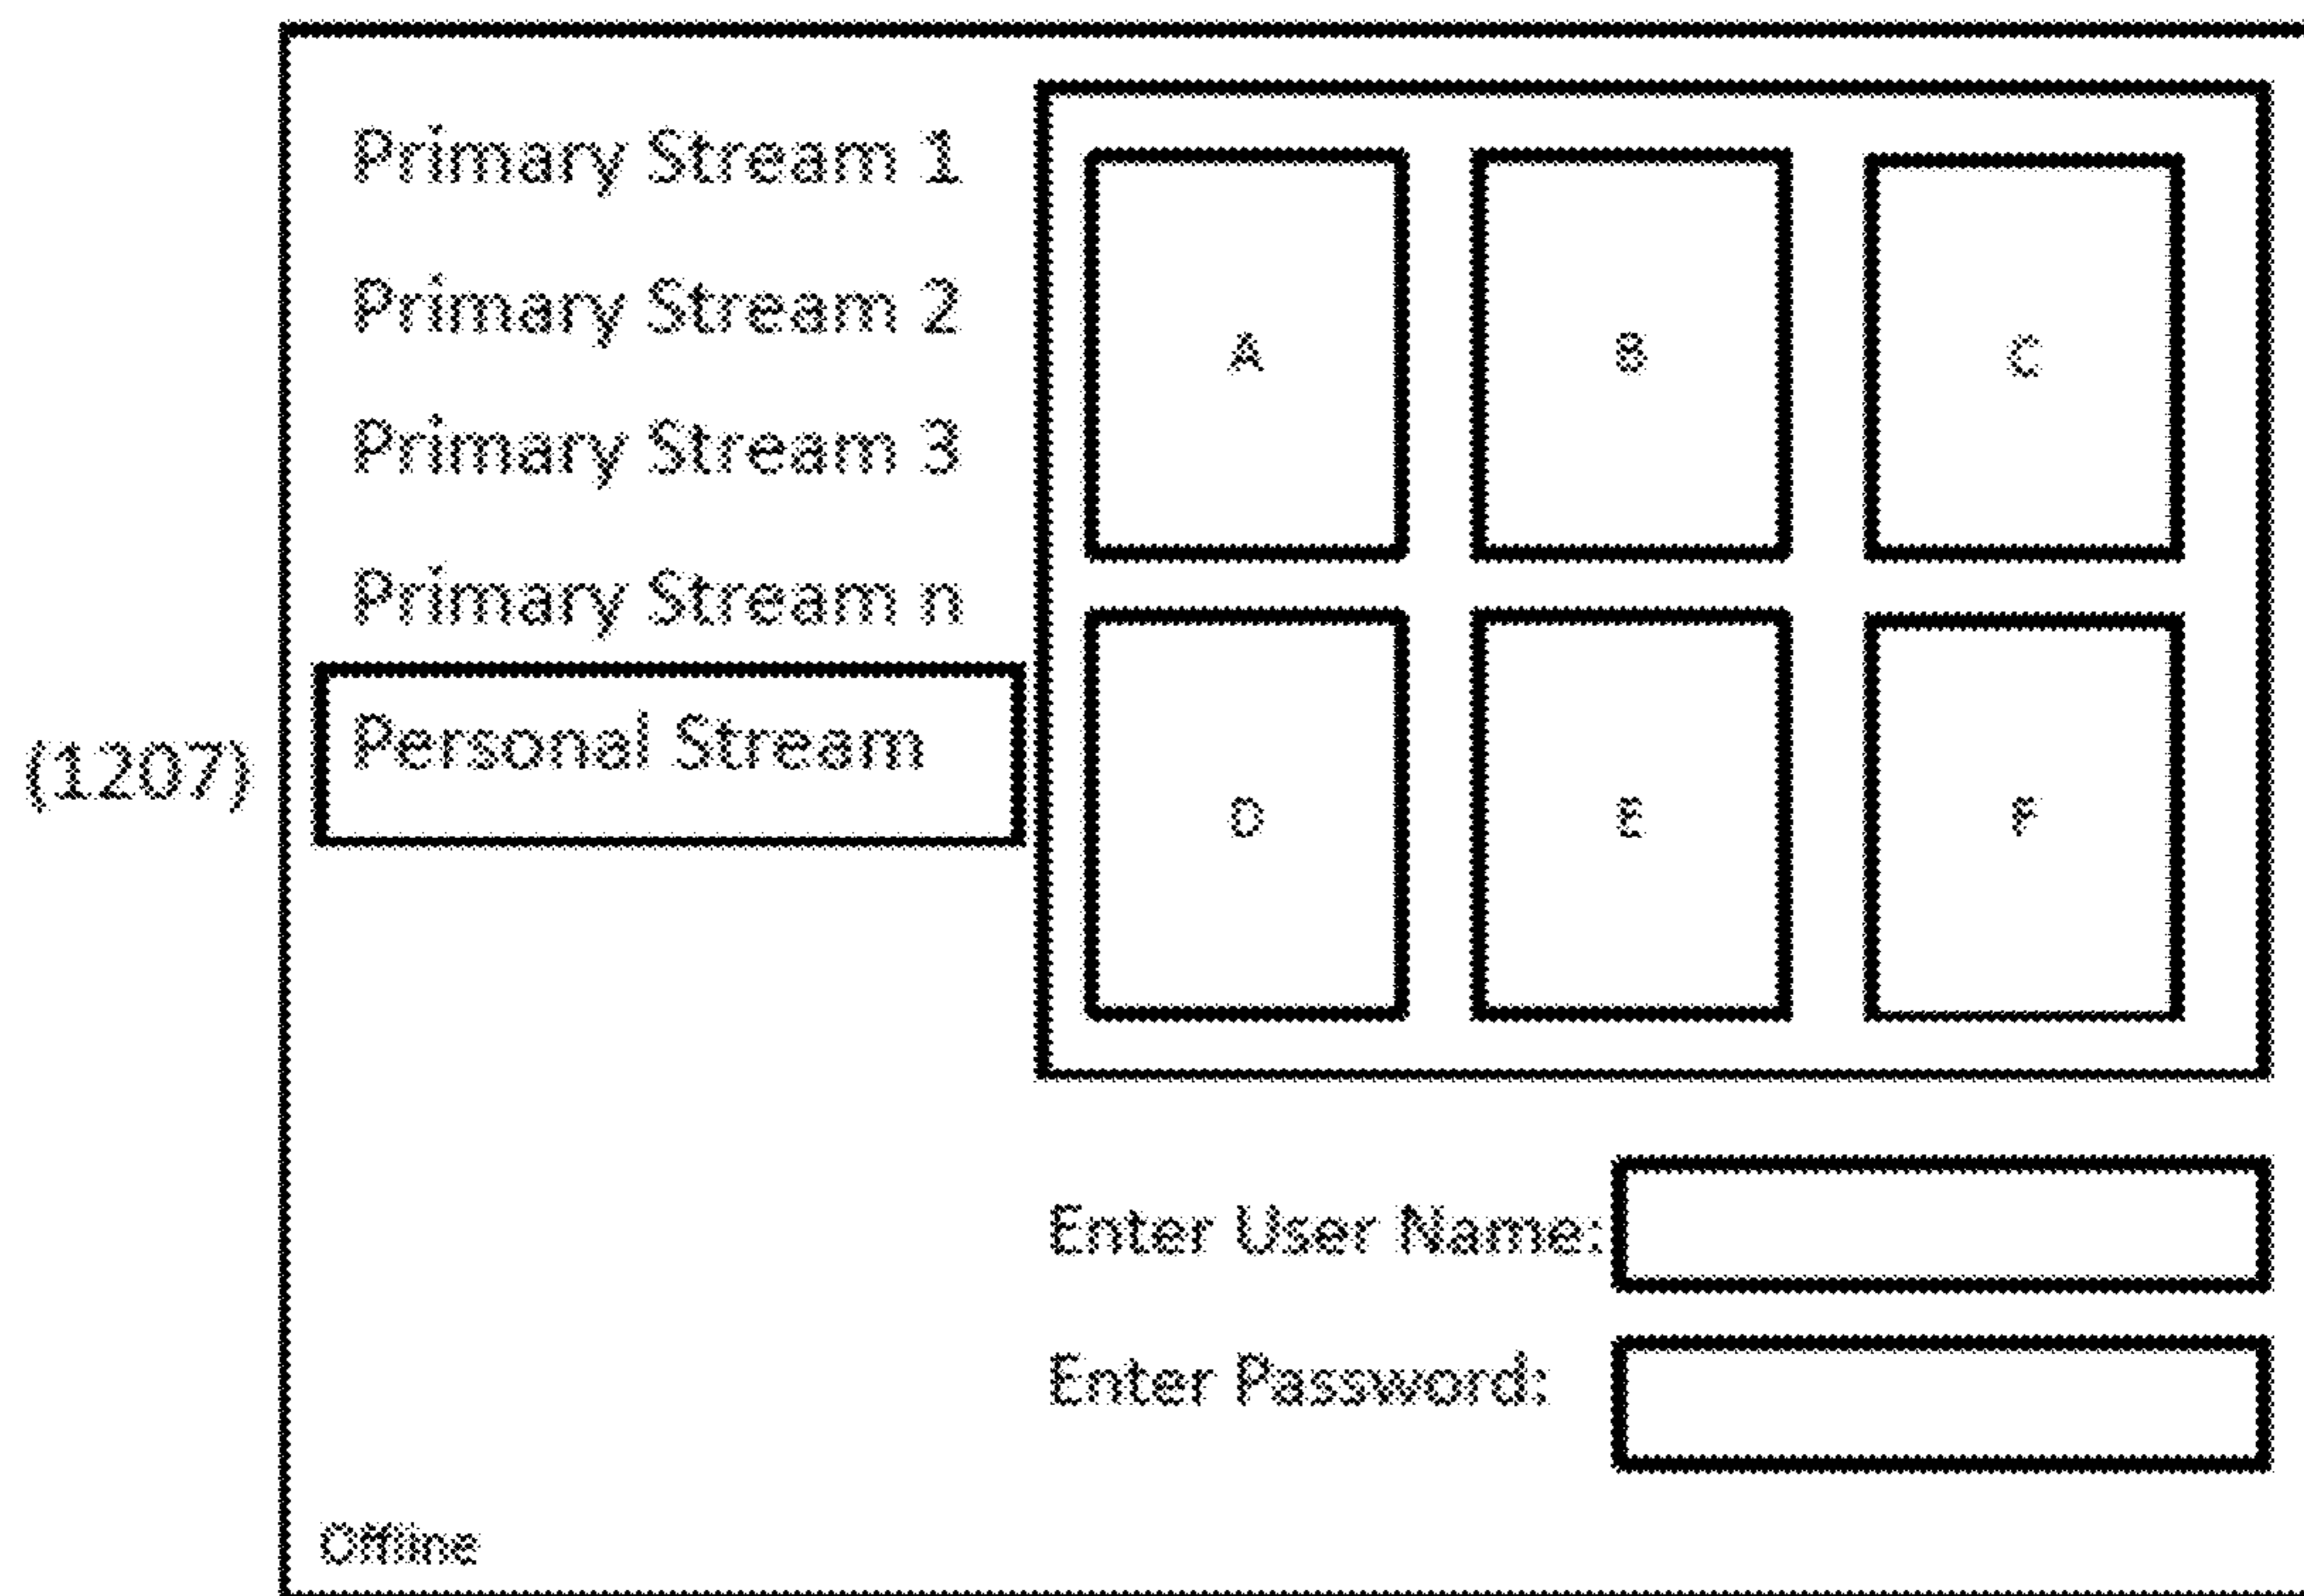 Primary Stream 1
Primary Stream 2
Primary Stream 3
Primary Stream n
(1207)
Personal Stream
A
B
C
D
E
F
Enter User Name:
Enter Password:
Offline